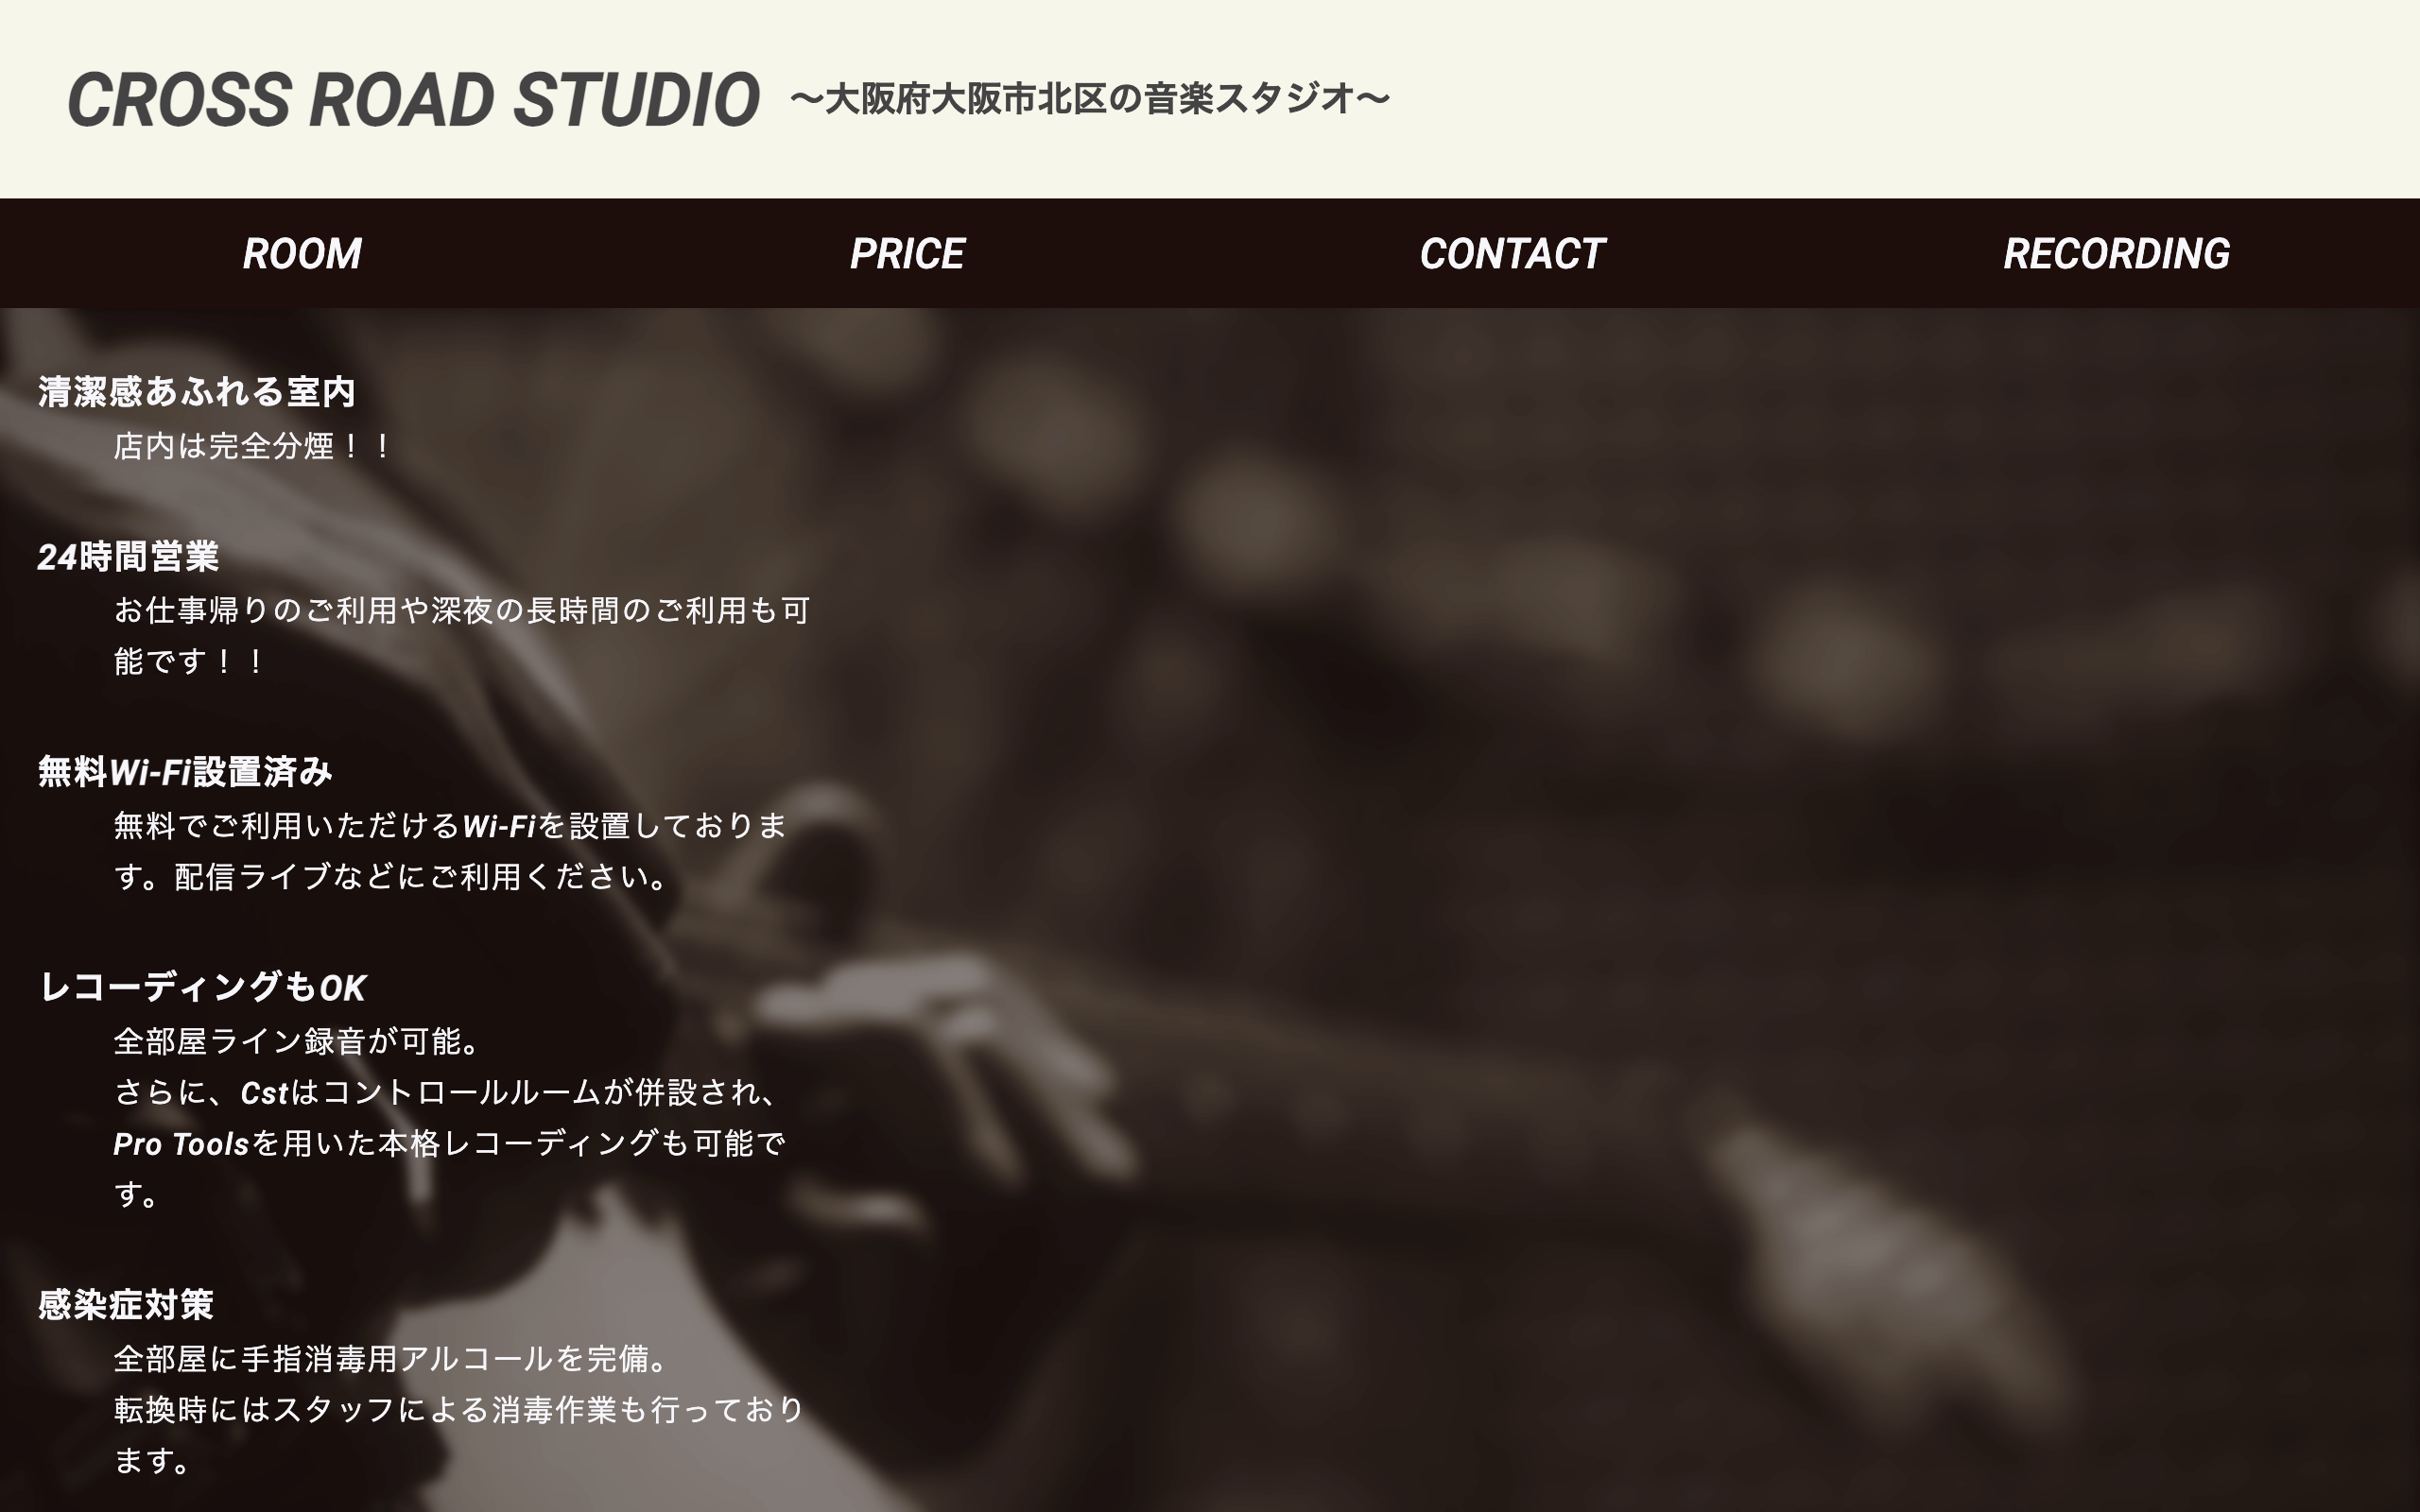 CROSS ROAD STUDIO ～大阪府大阪市北区の音楽スタジオ～
ROOM PRICE CONTACT RECORDING
清潔感あふれる室内
店内は完全分煙！！
24時間営業
お仕事帰りのご利用や深夜の長時間のご利用も可
能です！！
無料Wi-Fi設置済み
無料でご利用いただけるWi-Fiを設置しておりま
す。配信ライブなどにご利用ください。
レコーディングもOK
全部屋ライン録音が可能。
さらに、Cstはコントロールルームが併設され、
Pro Toolsを用いた本格レコーディングも可能で
す。
感染症対策
全部屋に手指消毒用アルコールを完備。
転換時にはスタッフによる消毒作業も行っており
ます。